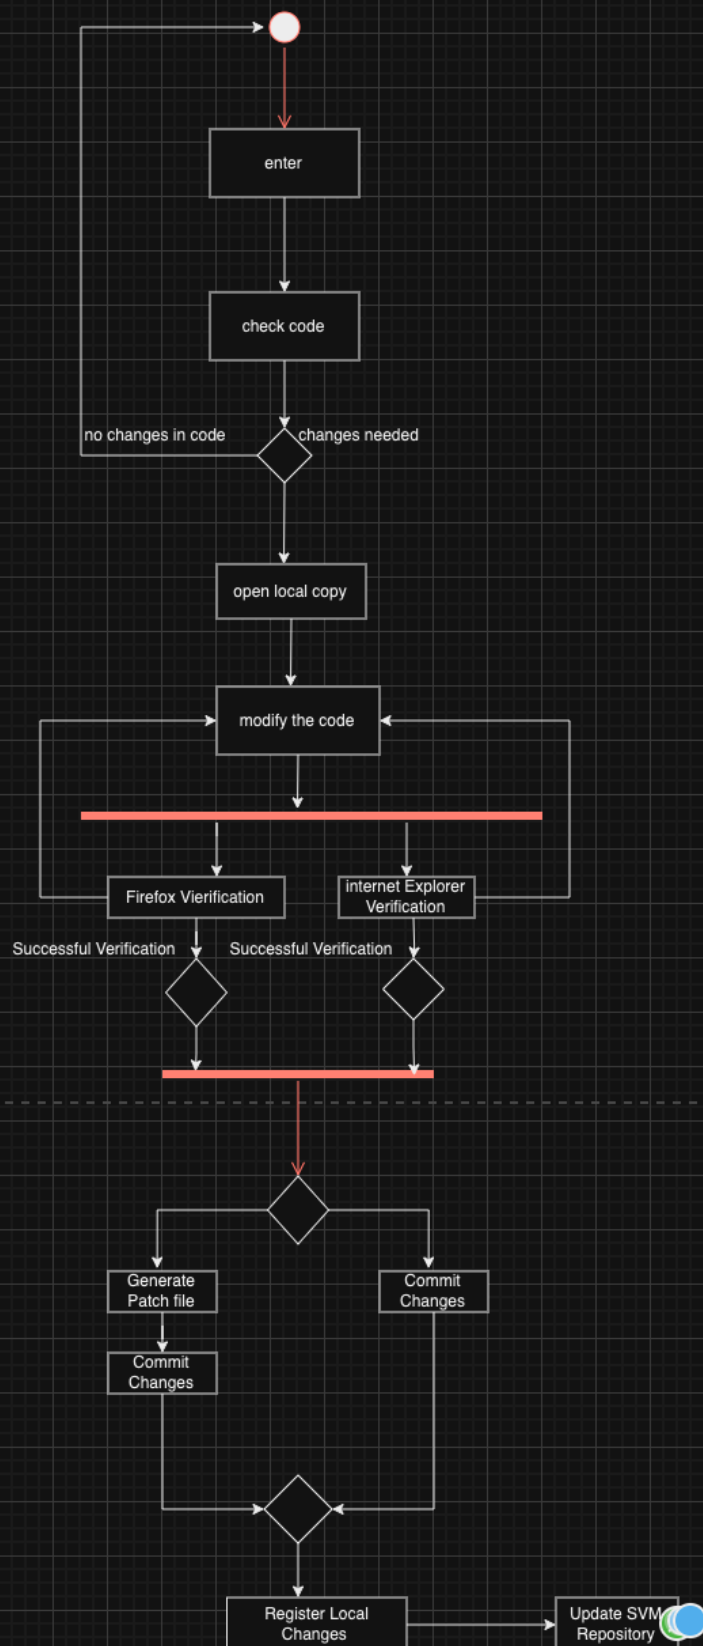 enter
check code
no changes in code
changes needed
open local copy
modify the code
Firefox Vierification
internet Explorer
Verification
Successful Verification
Successful Verification
Generate
Patch file
Commit
Changes
Commit
Changes
Register Local
Changes
Update SVM
Repository